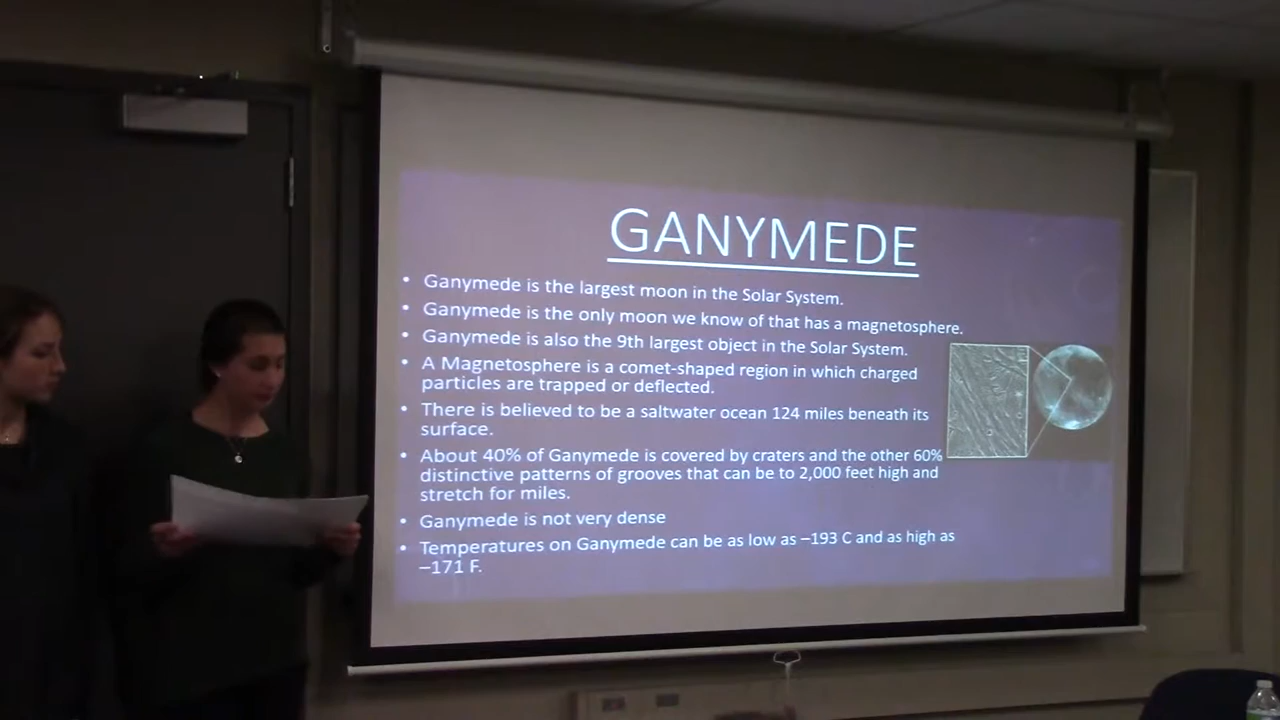 GANYMEDE
• Ganymede is the largest moon in the Solar System.
• Ganymede is the only moon we know of that has a magnetosphere.
• Ganymede is also the 9th largest object in the Solar System.
• A Magnetosphere is a comet-shaped region in which charged
particles are trapped or deflected.
• There is believed to be a saltwater ocean 124 miles beneath its
surface.
• About 40% of Ganymede is covered by craters and the other 60%
distinctive patterns of grooves that can be to 2,000 feet high and
stretch for miles.
• Ganymede is not very dense
• Temperatures on Ganymede can be as low as –193 C and as high as
–171 F.